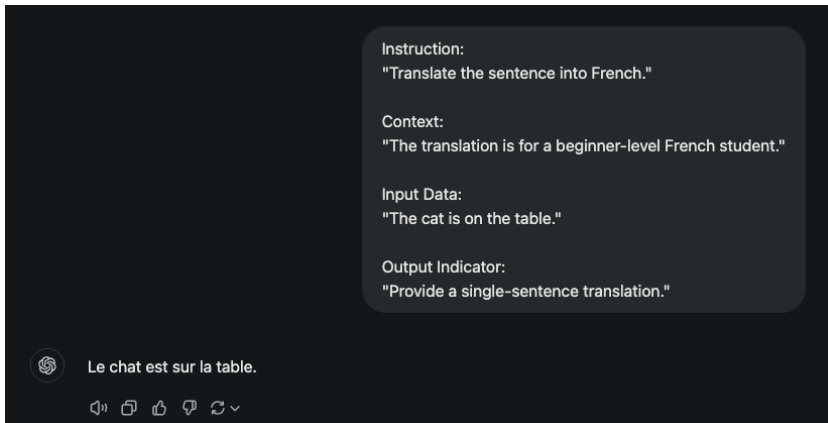 Instruction:
"Translate the sentence into French."
Context:
"The translation is for a beginner-level French student."
Input Data:
"The cat is on the table."
Output Indicator:
"Provide a single-sentence translation."
Le chat est sur la table.